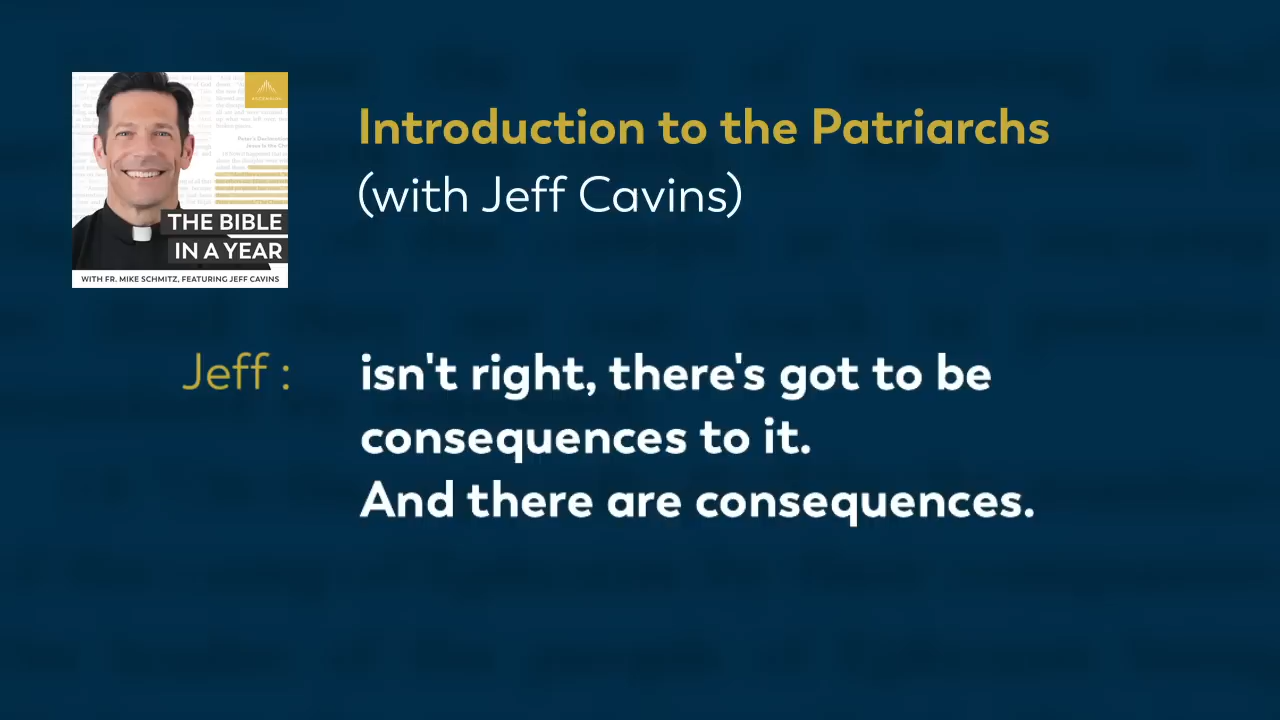 Introduction to the Patriarchs
(with Jeff Cavins)
THE BIBLE
IN A YEAR
WITH FR. MIKE SCHMITZ, FEATURING JEFF CAVINS
Jeff :
isn't right, there's got to be
consequences to it.
And there are consequences.